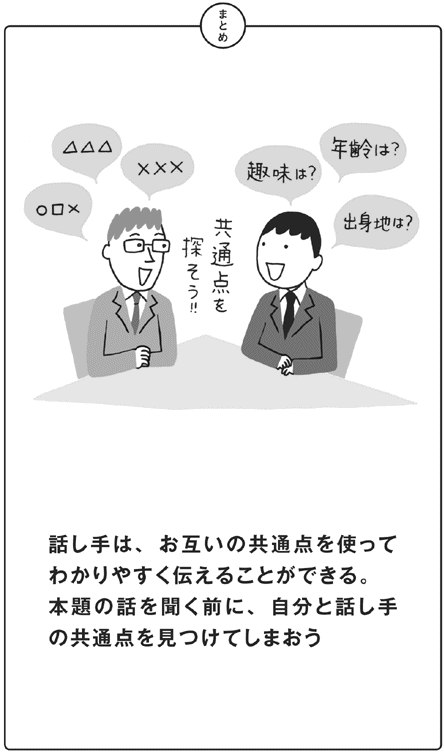 まとめ
△△△
×××
○□×
共通点を
探そう!!
趣味は?
年齢は?
出身地は?
話し手は、お互いの共通点を使って
わかりやすく伝えることができる。
本題の話を聞く前に、自分と話し手
の共通点を見つけてしまおう